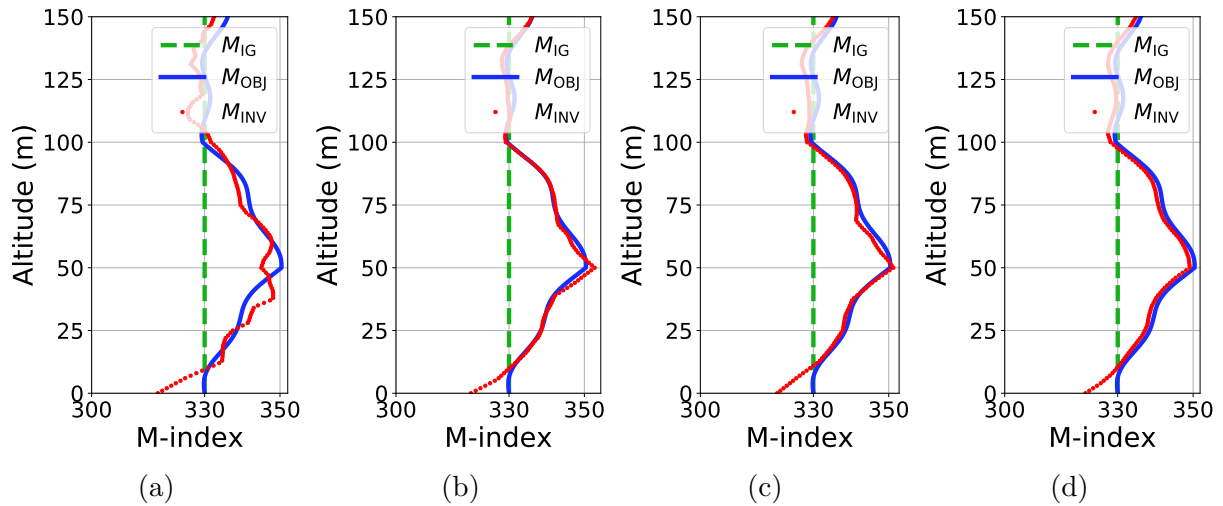 150
125
100
75
50
25
0
300
330
350
Altitude (m)
M-index
M_IG
M_OBJ
M_INV
(a)
150
125
100
75
50
25
0
300
330
350
Altitude (m)
M-index
M_IG
M_OBJ
M_INV
(b)
150
125
100
75
50
25
0
300
330
350
Altitude (m)
M-index
M_IG
M_OBJ
M_INV
(c)
150
125
100
75
50
25
0
300
330
350
Altitude (m)
M-index
M_IG
M_OBJ
M_INV
(d)